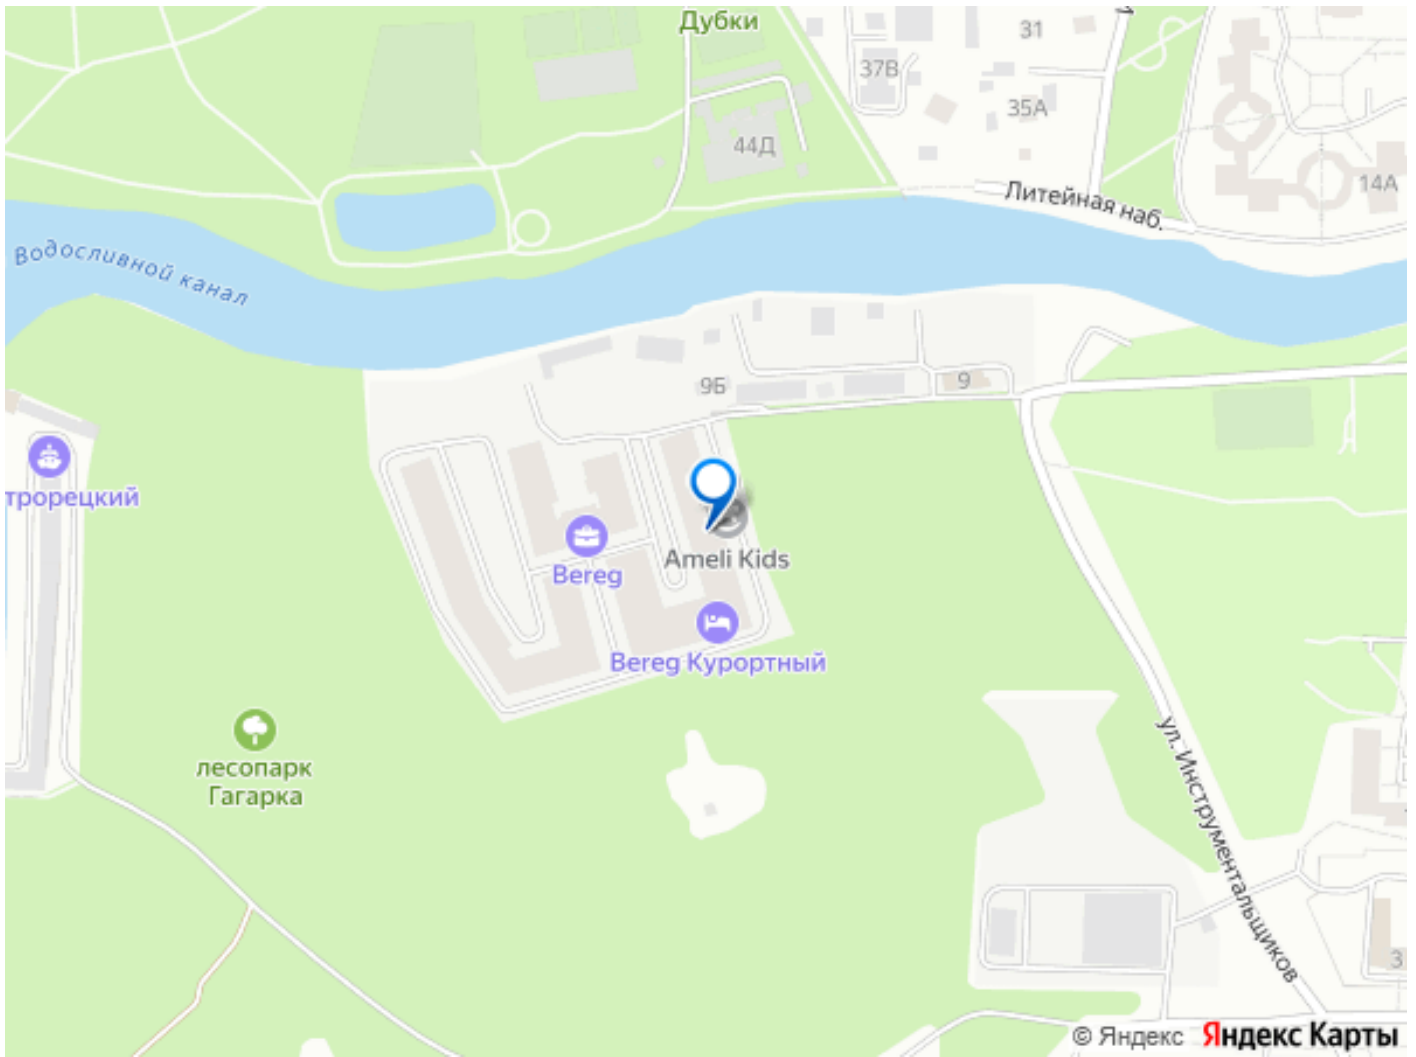 Дубки
31
37В
35А
44Д
14А
Литейная наб.
Водосливной канал
9Б
9
трорецкий
Bereg
Ameli Kids
Bereg Курортный
лесопарк
Гагарка
ул. Инструментальщиков
3
© Яндекс Яндекс Карты